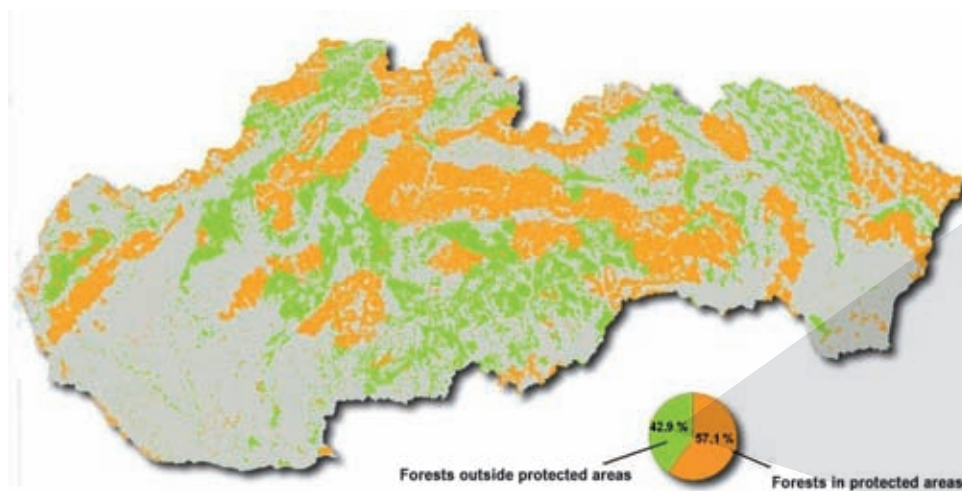 42.9 %
57.1 %
Forests outside protected areas
Forests in protected areas